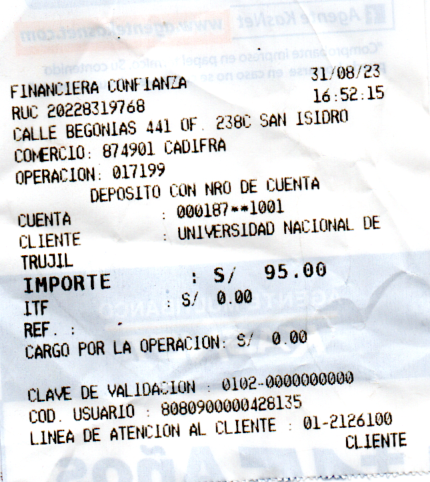 FINANCIERA CONFIANZA 31/08/23
RUC 20228319768 16:52:15
CALLE BEGONIAS 441 OF. 238C SAN ISIDRO
COMERCIO: 874901 CADIFRA
OPERACION: 017199
DEPOSITO CON NRO DE CUENTA
CUENTA : 000187**1001
CLIENTE : UNIVERSIDAD NACIONAL DE
TRUJIL
IMPORTE : S/ 95.00
ITF : S/ 0.00
REF. :
CARGO POR LA OPERACION: S/ 0.00
CLAVE DE VALIDACION : 0102-0000000000
COD. USUARIO : 8080900000428135
LINEA DE ATENCION AL CLIENTE : 01-2126100
CLIENTE